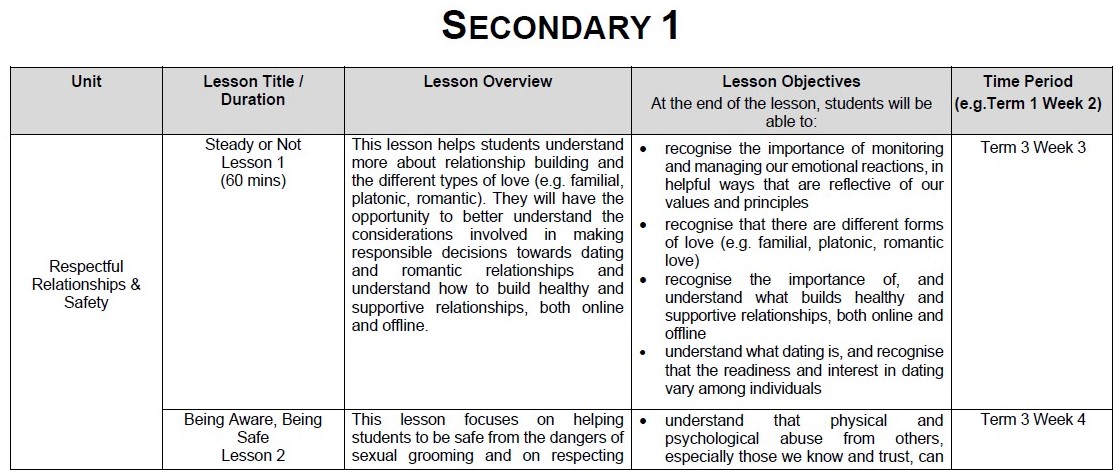 SECONDARY 1
Unit
Lesson Title /
Duration
Lesson Overview
Lesson Objectives
At the end of the lesson, students will be
able to:
Time Period
(e.g.Term 1 Week 2)
Respectful
Relationships &
Safety
Steady or Not
Lesson 1
(60 mins)
This lesson helps students understand
more about relationship building and
the different types of love (e.g. familial,
platonic, romantic). They will have the
opportunity to better understand the
considerations involved in making
responsible decisions towards dating
and romantic relationships and
understand how to build healthy and
supportive relationships, both online
and offline.
• recognise the importance of monitoring
and managing our emotional reactions, in
helpful ways that are reflective of our
values and principles
• recognise that there are different forms
of love (e.g. familial, platonic, romantic
love)
• recognise the importance of, and
understand what builds healthy and
supportive relationships, both online and
offline
• understand what dating is, and recognise
that the readiness and interest in dating
vary among individuals
Term 3 Week 3
Being Aware, Being
Safe
Lesson 2
This lesson focuses on helping
students to be safe from the dangers of
sexual grooming and on respecting
• understand that physical and
psychological abuse from others,
especially those we know and trust, can
Term 3 Week 4